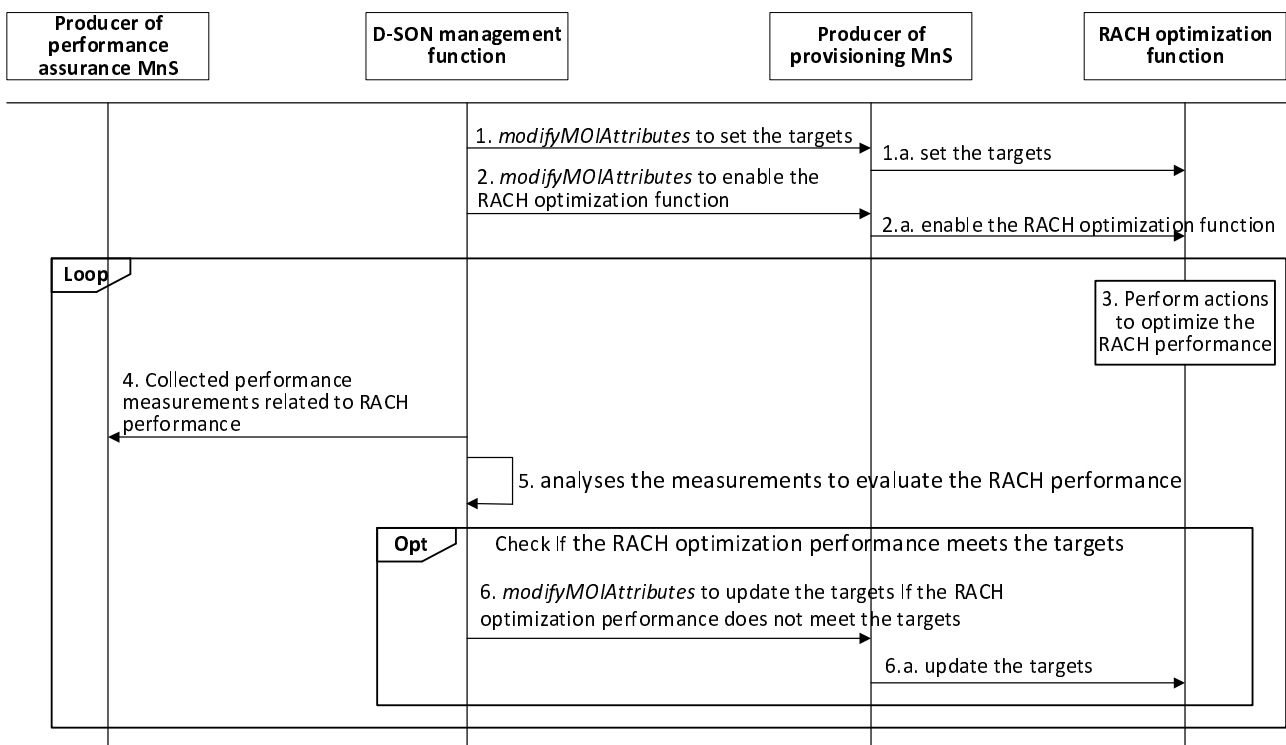 Producer of
performance
assurance MnS
D-SON management
function
Producer of
provisioning MnS
RACH optimization
function
1. modifyMOIAttributes to set the targets
1.a. set the targets
2. modifyMOIAttributes to enable the
RACH optimization function
2.a. enable the RACH optimization function
Loop
3. Perform actions
to optimize the
RACH performance
4. Collected performance
measurements related to RACH
performance
5. analyses the measurements to evaluate the RACH performance
Opt
Check If the RACH optimization performance meets the targets
6. modifyMOIAttributes to update the targets If the RACH
optimization performance does not meet the targets
6.a. update the targets